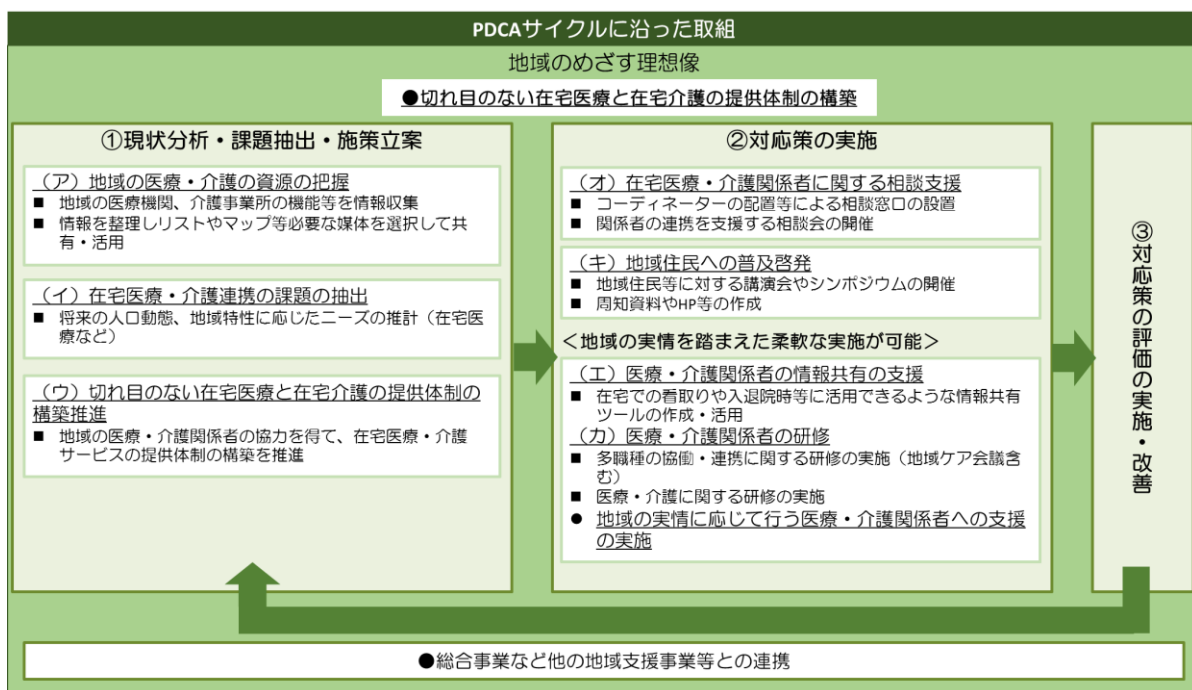 PDCAサイクルに沿った取組
地域のめざす理想像
●切れ目のない在宅医療と在宅介護の提供体制の構築
①現状分析・課題抽出・施策立案
（ア）地域の医療・介護の資源の把握
■ 地域の医療機関、介護事業所の機能等を情報収集
■ 情報を整理しリストやマップ等必要な媒体を選択して共
有・活用
（イ）在宅医療・介護連携の課題の抽出
■ 将来の人口動態、地域特性に応じたニーズの推計（在宅医
療など）
（ウ）切れ目のない在宅医療と在宅介護の提供体制の
構築推進
■ 地域の医療・介護関係者の協力を得て、在宅医療・介護
サービスの提供体制の構築を推進
②対応策の実施
（オ）在宅医療・介護関係者に関する相談支援
■ コーディネーターの配置等による相談窓口の設置
■ 関係者の連携を支援する相談会の開催
（キ）地域住民への普及啓発
■ 地域住民等に対する講演会やシンポジウムの開催
■ 周知資料やHP等の作成
＜地域の実情を踏まえた柔軟な実施が可能＞
（エ）医療・介護関係者の情報共有の支援
■ 在宅での看取りや入退院時等に活用できるような情報共有
ツールの作成・活用
（カ）医療・介護関係者の研修
■ 多職種の協働・連携に関する研修の実施（地域ケア会議含
む）
■ 医療・介護に関する研修の実施
● 地域の実情に応じて行う医療・介護関係者への支援
の実施
③対応策の評価の実施・改善
●総合事業など他の地域支援事業等との連携